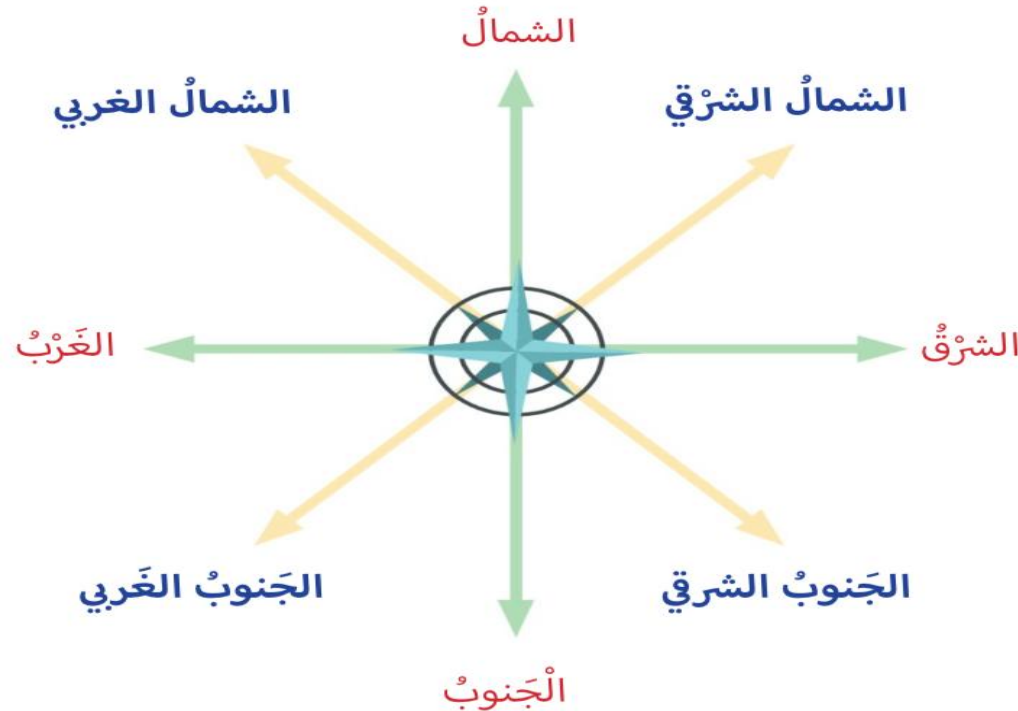 الشمالُ
الشمالُ الشرْقي
الشمالُ الغربي
الشرْقُ
الغَرْبُ
الجَنوبُ الشرقي
الجَنوبُ الغَربي
الْجَنوبُ